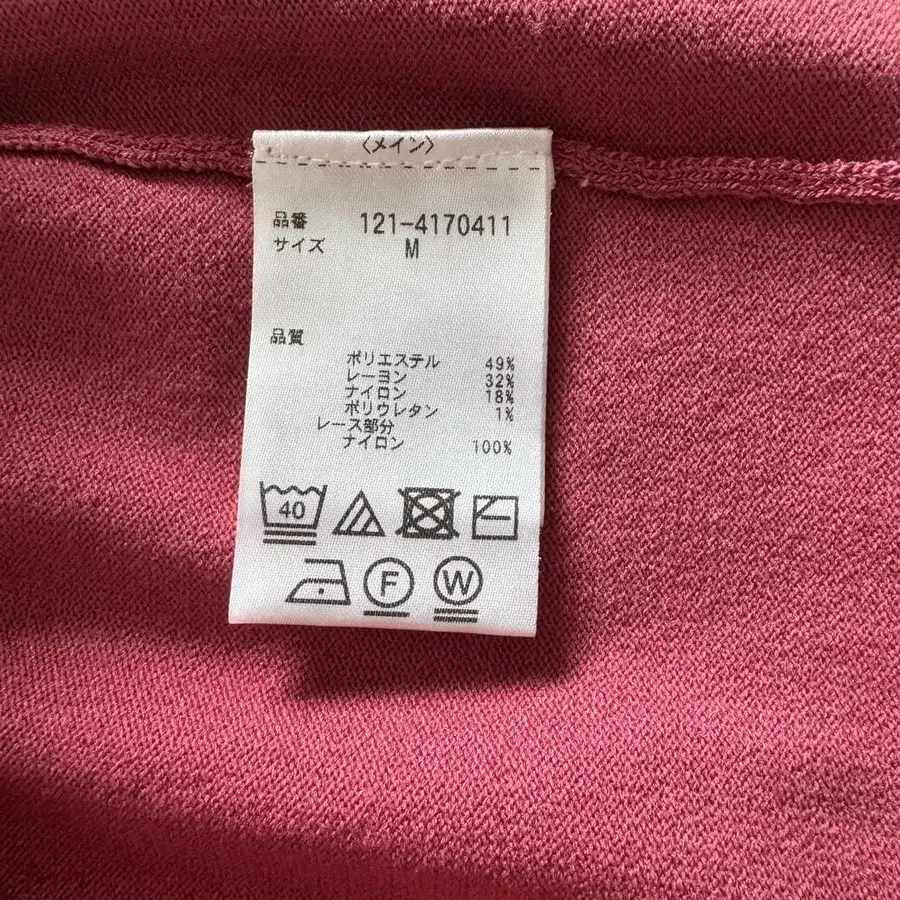 〈メイン〉
品番 121-4170411
サイズ M
品質
ポリエステル 49%
レーヨン 32%
ナイロン 18%
ポリウレタン 1%
レース部分
ナイロン 100%
40
F W